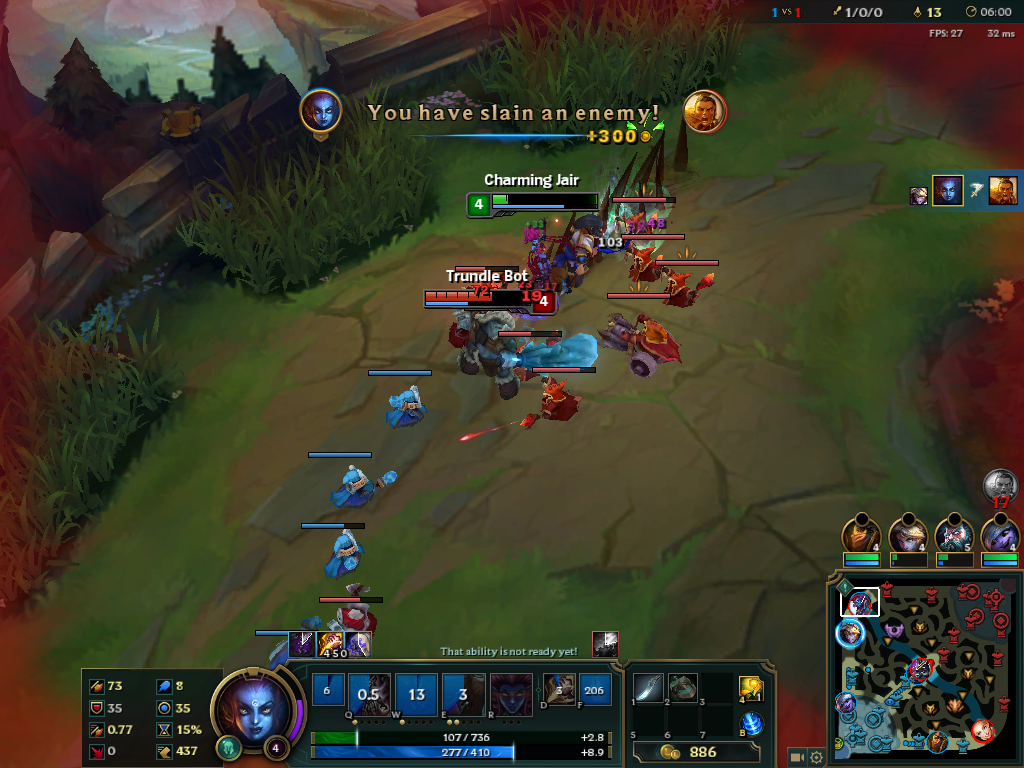 1 vs 1 1/0/0 13 06:00
FPS: 27 32 ms
You have slain an enemy!
+300
Charming Jair
4
103
Trundle Bot
72
19
4
17
450
That ability is not ready yet!
73 8
35 35
0.77 15%
0 437
4
6 0.5 13 3 3 206
Q W E R D F
107 / 736 +2.8
277 / 410 +8.9
1 2 3 4 1
5 6 7 B
886
4 4 5 4